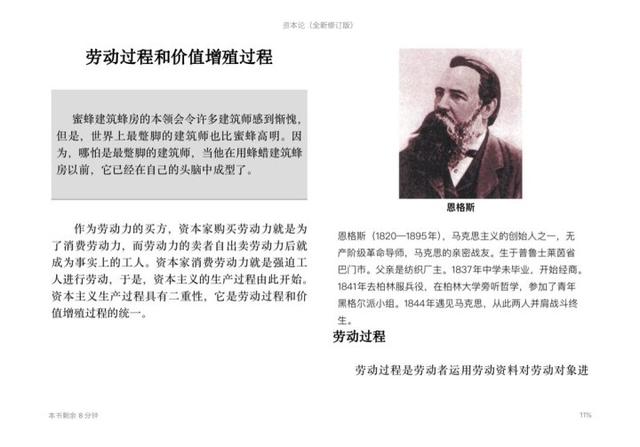 资本论（全新修订版）
劳动过程和价值增殖过程
蜜蜂建筑蜂房的本领会令许多建筑师感到惭愧，
但是，世界上最蹩脚的建筑师也比蜜蜂高明。因
为，哪怕是最蹩脚的建筑师，当他在用蜂蜡建筑蜂
房以前，它已经在自己的头脑中成型了。
作为劳动力的买方，资本家购买劳动力就是为
了消费劳动力，而劳动力的卖者自出卖劳动力后就
成为事实上的工人。资本家消费劳动力就是强迫工
人进行劳动，于是，资本主义的生产过程由此开始。
资本主义生产过程具有二重性，它是劳动过程和价
值增殖过程的统一。
恩格斯
恩格斯（1820—1895年），马克思主义的创始人之一，无
产阶级革命导师，马克思的亲密战友。生于普鲁士莱茵省
巴门市。父亲是纺织厂主。1837年中学未毕业，开始经商。
1841年去柏林服兵役，在柏林大学旁听哲学，参加了青年
黑格尔派小组。1844年遇见马克思，从此两人并肩战斗终
生。
劳动过程
劳动过程是劳动者运用劳动资料对劳动对象进
本书剩余 8 分钟
11%